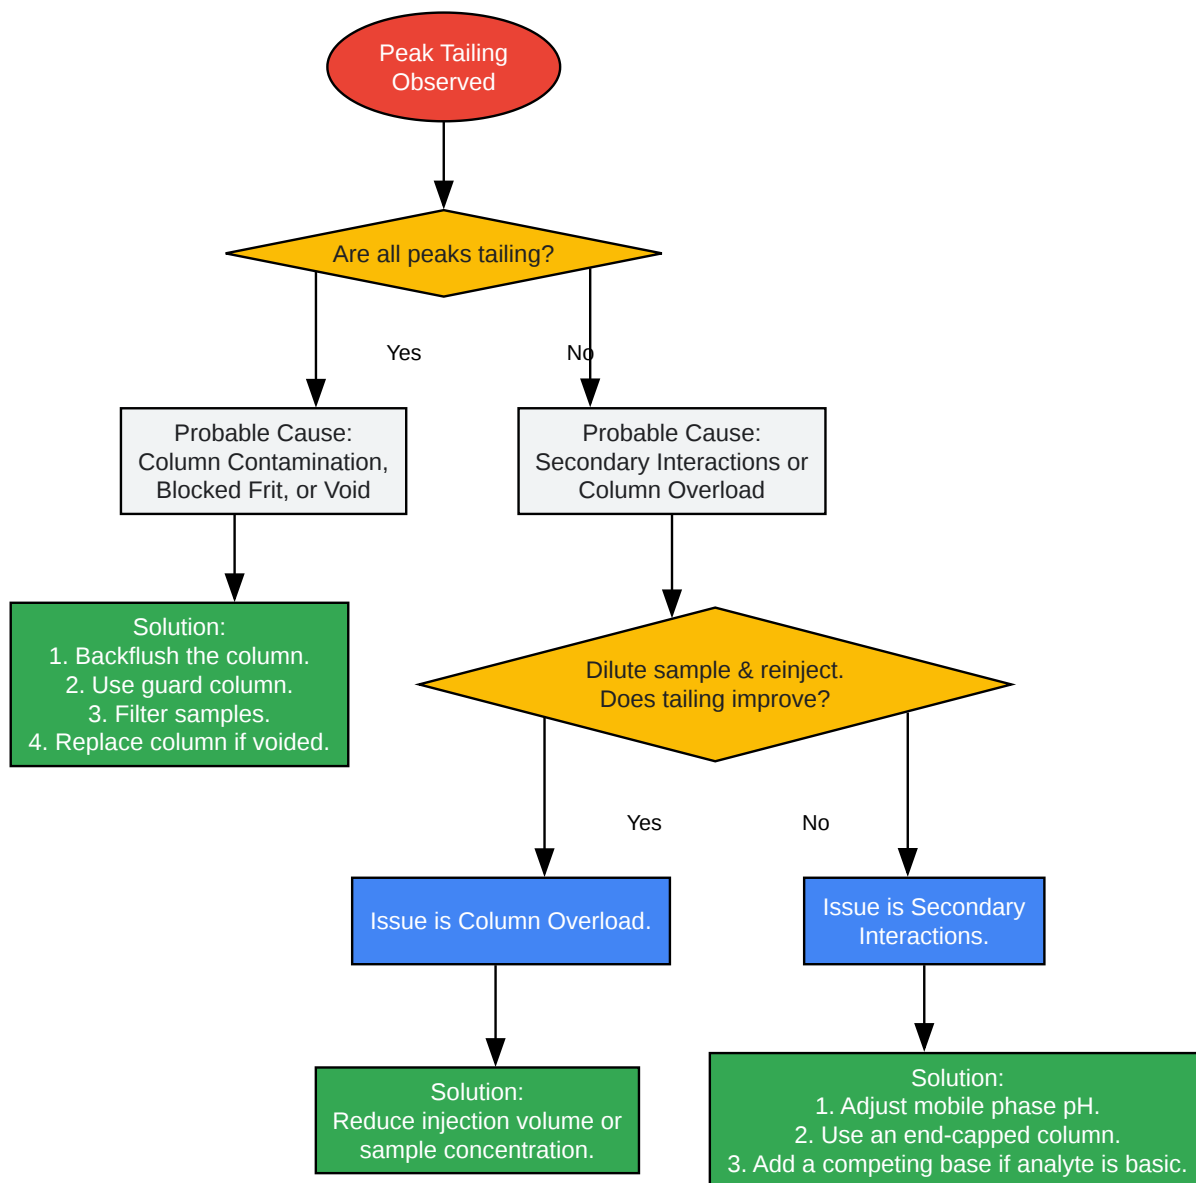 Peak Tailing
Observed
Are all peaks tailing?
Yes
No
Probable Cause:
Column Contamination,
Blocked Frit, or Void
Probable Cause:
Secondary Interactions or
Column Overload
Solution:
1. Backflush the column.
2. Use guard column.
3. Filter samples.
4. Replace column if voided.
Dilute sample & reinject.
Does tailing improve?
Yes
No
Issue is Column Overload.
Issue is Secondary
Interactions.
Solution:
Reduce injection volume or
sample concentration.
Solution:
1. Adjust mobile phase pH.
2. Use an end-capped column.
3. Add a competing base if analyte is basic.